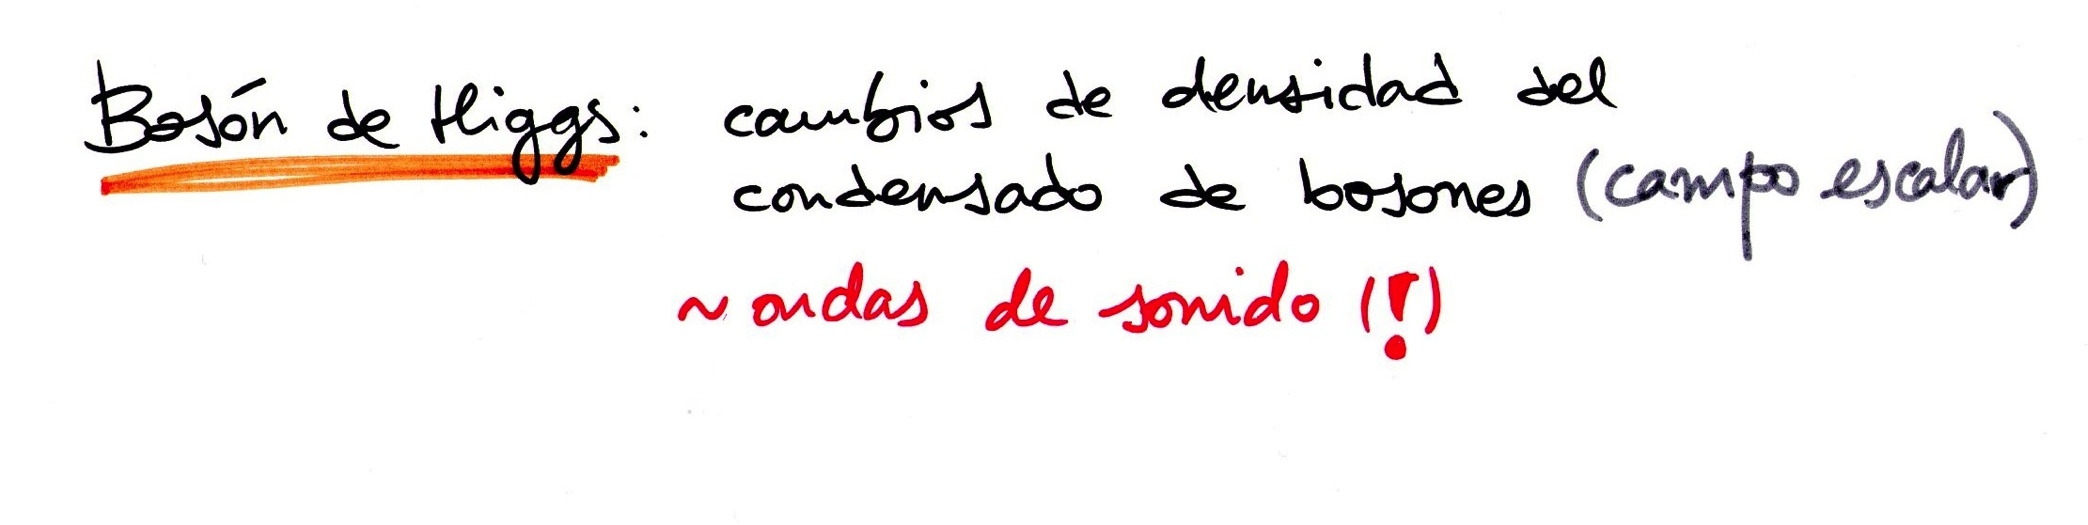 Bosón de Higgs: cambios de densidad del
condensado de bosones (campo escalar)
~ ondas de sonido (!)